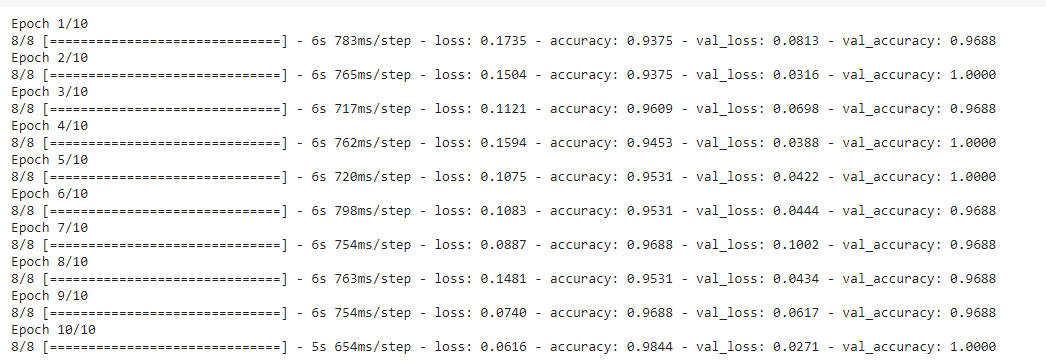 Epoch 1/10
8/8 [==============================] - 6s 783ms/step - loss: 0.1735 - accuracy: 0.9375 - val_loss: 0.0813 - val_accuracy: 0.9688
Epoch 2/10
8/8 [==============================] - 6s 765ms/step - loss: 0.1504 - accuracy: 0.9375 - val_loss: 0.0316 - val_accuracy: 1.0000
Epoch 3/10
8/8 [==============================] - 6s 717ms/step - loss: 0.1121 - accuracy: 0.9609 - val_loss: 0.0698 - val_accuracy: 0.9688
Epoch 4/10
8/8 [==============================] - 6s 762ms/step - loss: 0.1594 - accuracy: 0.9453 - val_loss: 0.0388 - val_accuracy: 1.0000
Epoch 5/10
8/8 [==============================] - 6s 720ms/step - loss: 0.1075 - accuracy: 0.9531 - val_loss: 0.0422 - val_accuracy: 1.0000
Epoch 6/10
8/8 [==============================] - 6s 798ms/step - loss: 0.1083 - accuracy: 0.9531 - val_loss: 0.0444 - val_accuracy: 0.9688
Epoch 7/10
8/8 [==============================] - 6s 754ms/step - loss: 0.0887 - accuracy: 0.9688 - val_loss: 0.1002 - val_accuracy: 0.9688
Epoch 8/10
8/8 [==============================] - 6s 763ms/step - loss: 0.1481 - accuracy: 0.9531 - val_loss: 0.0434 - val_accuracy: 0.9688
Epoch 9/10
8/8 [==============================] - 6s 754ms/step - loss: 0.0740 - accuracy: 0.9688 - val_loss: 0.0617 - val_accuracy: 0.9688
Epoch 10/10
8/8 [==============================] - 5s 654ms/step - loss: 0.0616 - accuracy: 0.9844 - val_loss: 0.0271 - val_accuracy: 1.0000